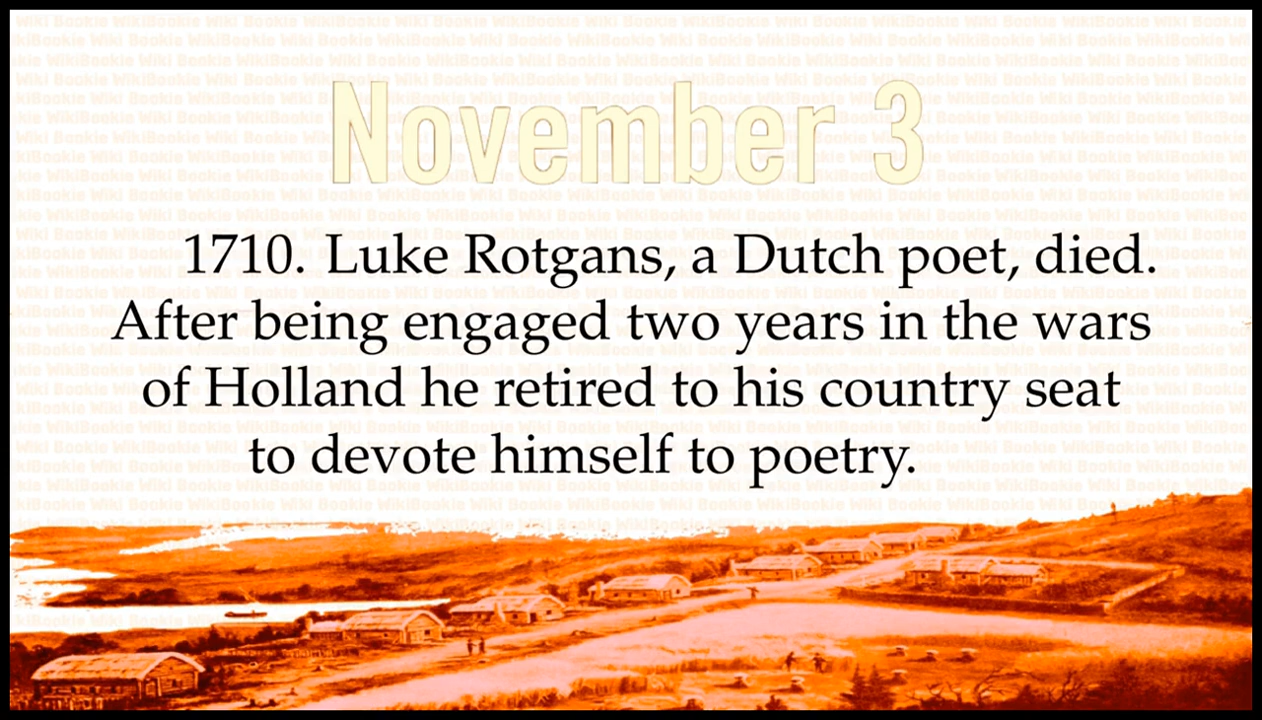 November 3
1710. Luke Rotgans, a Dutch poet, died.
After being engaged two years in the wars
of Holland he retired to his country seat
to devote himself to poetry.